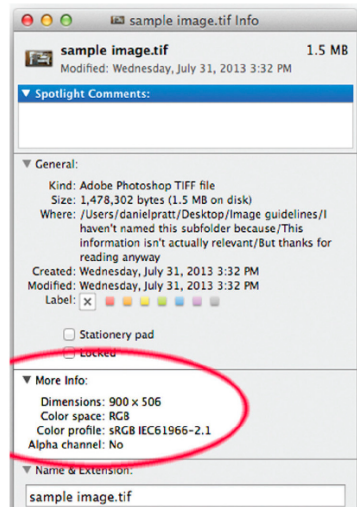 sample image.tif Info
sample image.tif 1.5 MB
Modified: Wednesday, July 31, 2013 3:32 PM
▼ Spotlight Comments:
▼ General:
Kind: Adobe Photoshop TIFF file
Size: 1,478,302 bytes (1.5 MB on disk)
Where: /Users/danielpratt/Desktop/Image guidelines/I
haven't named this subfolder because/This
information isn't actually relevant/But thanks for
reading anyway
Created: Wednesday, July 31, 2013 3:32 PM
Modified: Wednesday, July 31, 2013 3:32 PM
Label:
Stationery pad
Locked
▼ More Info:
Dimensions: 900 x 506
Color space: RGB
Color profile: sRGB IEC61966-2.1
Alpha channel: No
▼ Name & Extension:
sample image.tif